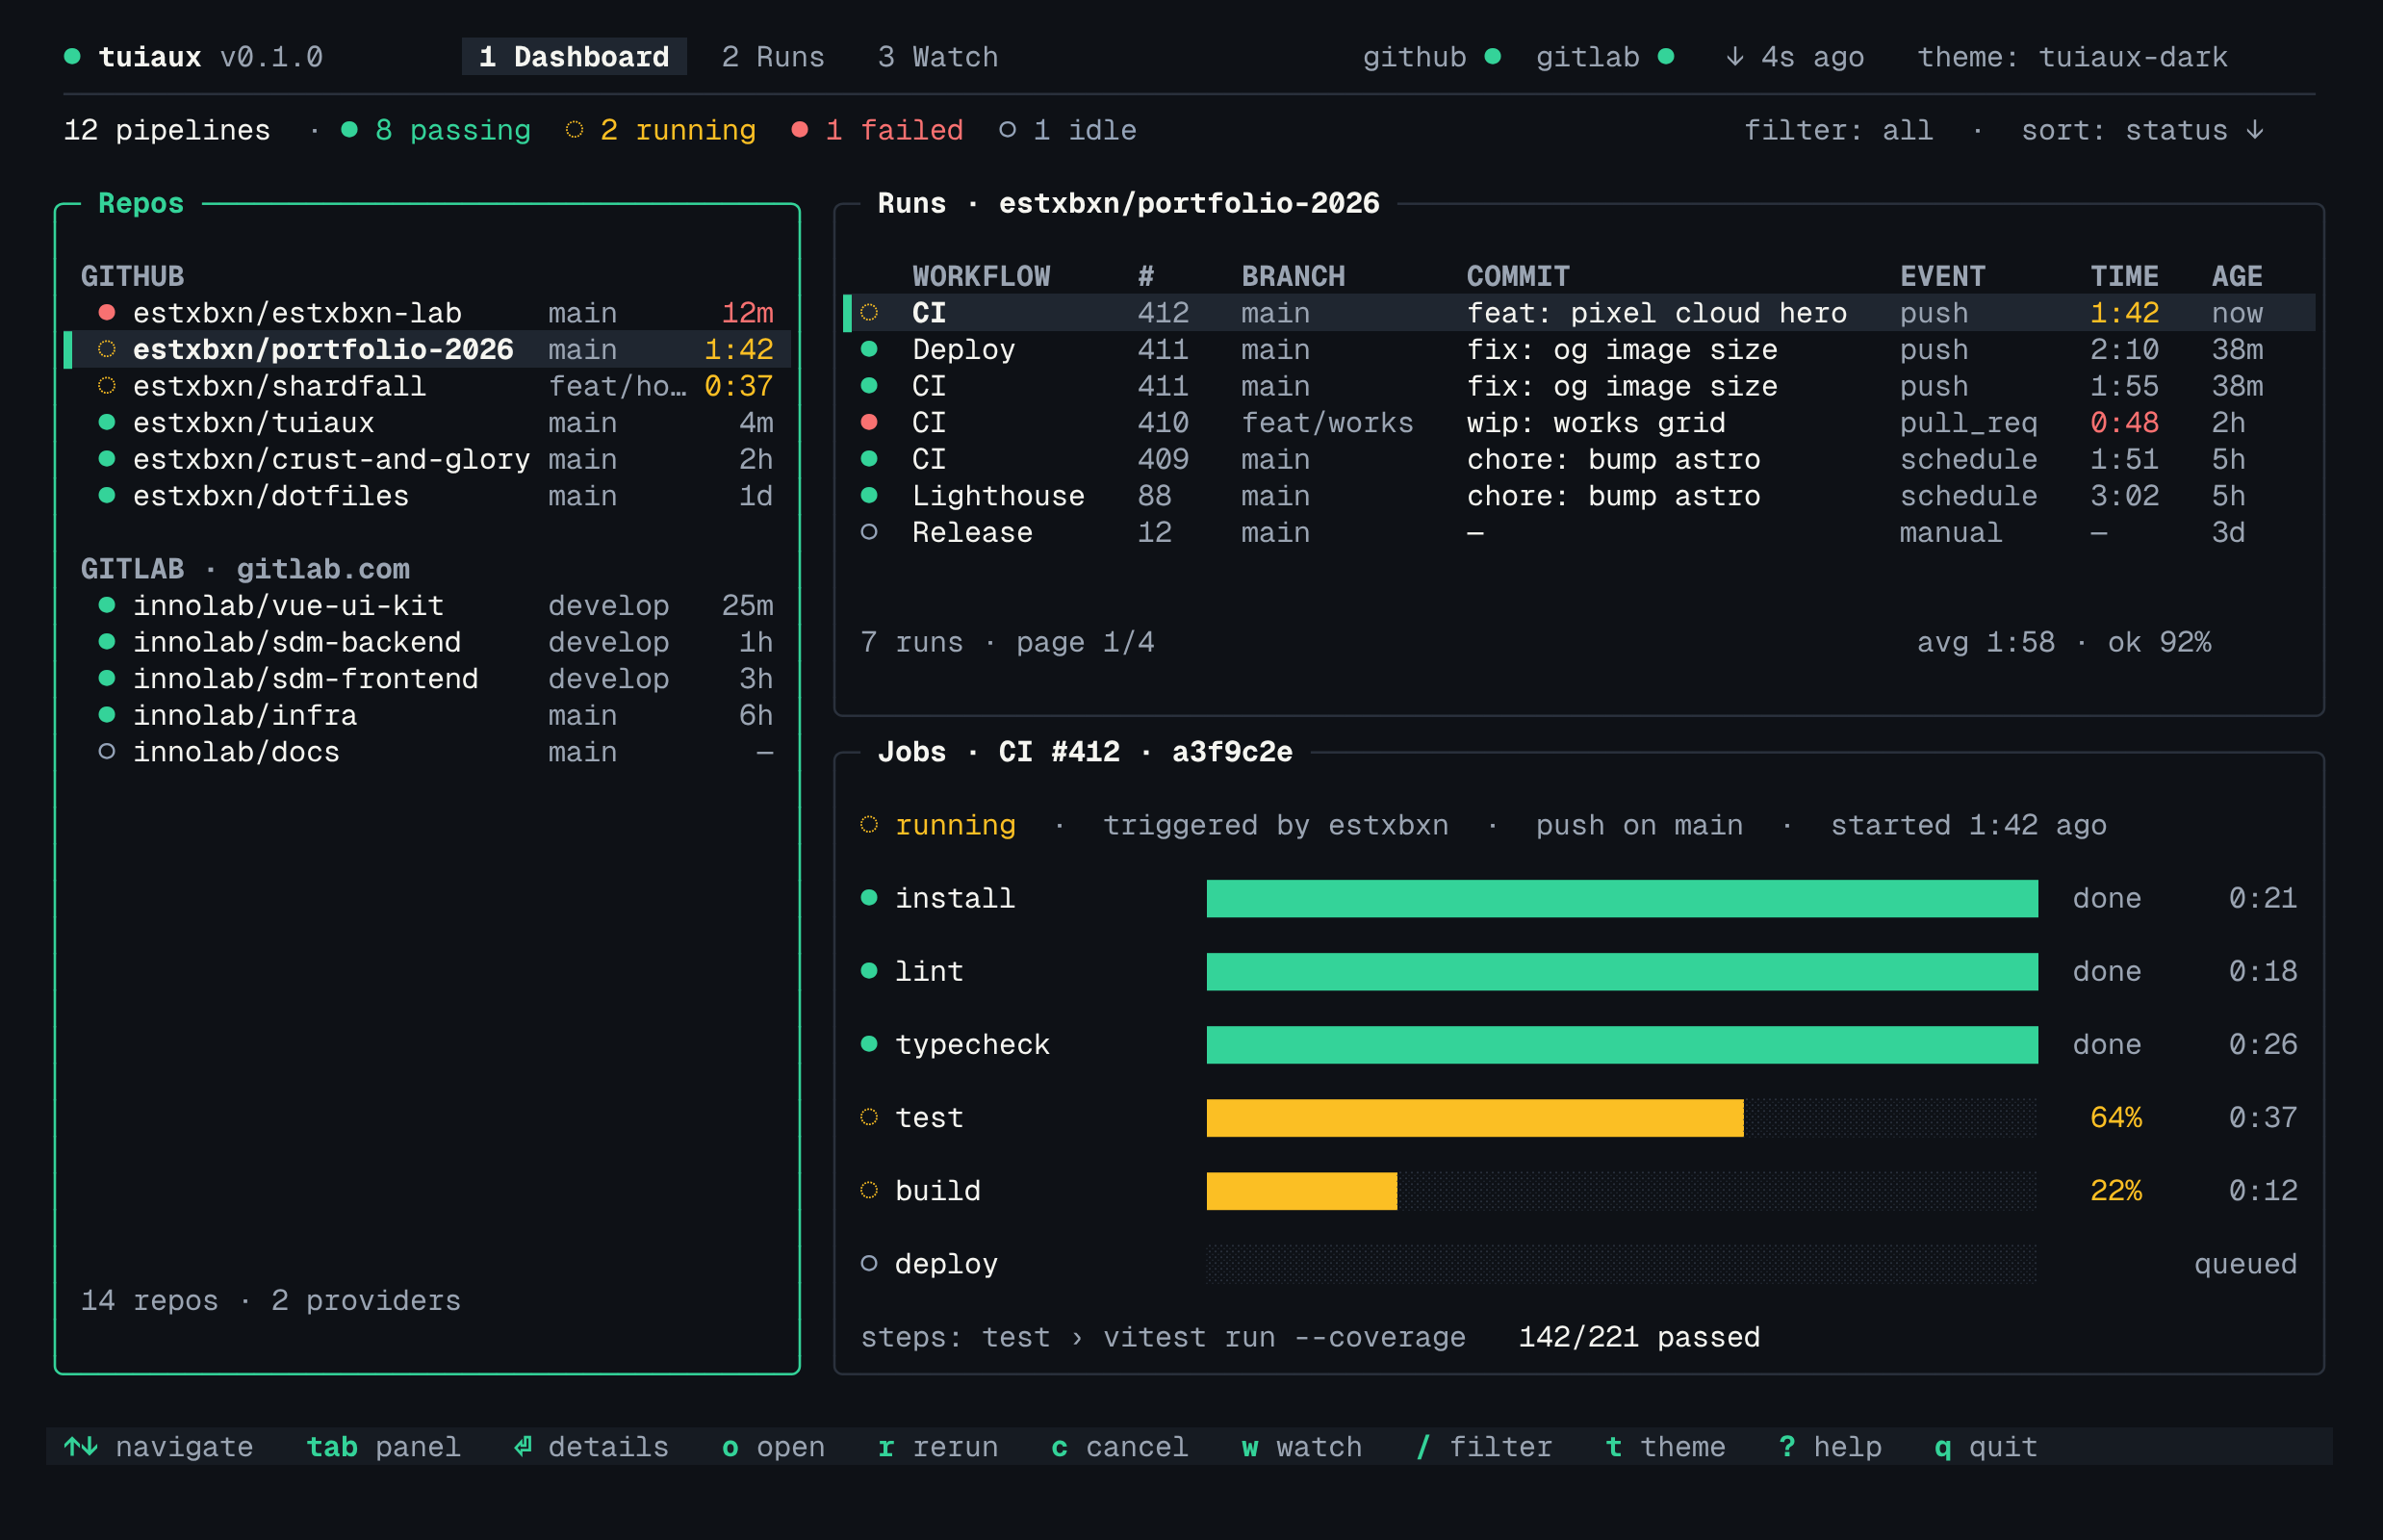 ● tuiaux v0.1.0 1 Dashboard 2 Runs 3 Watch github ● gitlab ● ↓ 4s ago theme: tuiaux-dark
12 pipelines · ● 8 passing ◌ 2 running ● 1 failed ○ 1 idle filter: all · sort: status ↓
Repos
GITHUB
● estxbxn/estxbxn-lab main 12m
◌ estxbxn/portfolio-2026 main 1:42
◌ estxbxn/shardfall feat/ho… 0:37
● estxbxn/tuiaux main 4m
● estxbxn/crust-and-glory main 2h
● estxbxn/dotfiles main 1d
GITLAB · gitlab.com
● innolab/vue-ui-kit develop 25m
● innolab/sdm-backend develop 1h
● innolab/sdm-frontend develop 3h
● innolab/infra main 6h
○ innolab/docs main —
14 repos · 2 providers
Runs · estxbxn/portfolio-2026
WORKFLOW # BRANCH COMMIT EVENT TIME AGE
◌ CI 412 main feat: pixel cloud hero push 1:42 now
● Deploy 411 main fix: og image size push 2:10 38m
● CI 411 main fix: og image size push 1:55 38m
● CI 410 feat/works wip: works grid pull_req 0:48 2h
● CI 409 main chore: bump astro schedule 1:51 5h
● Lighthouse 88 main chore: bump astro schedule 3:02 5h
○ Release 12 main — manual — 3d
7 runs · page 1/4 avg 1:58 · ok 92%
Jobs · CI #412 · a3f9c2e
◌ running · triggered by estxbxn · push on main · started 1:42 ago
● install done 0:21
● lint done 0:18
● typecheck done 0:26
◌ test 64% 0:37
◌ build 22% 0:12
○ deploy queued
steps: test › vitest run --coverage 142/221 passed
↑↓ navigate tab panel ⏎ details o open r rerun c cancel w watch / filter t theme ? help q quit